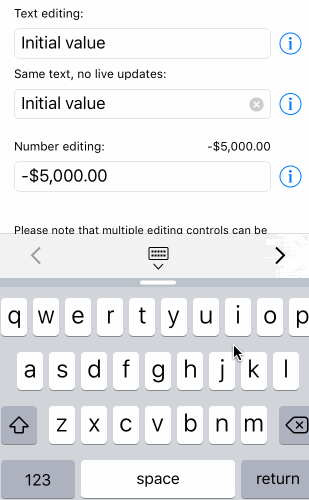 Text editing:
Initial value
Same text, no live updates:
Initial value
Number editing: -$5,000.00
-$5,000.00
Please note that multiple editing controls can be
q w e r t y u i o p
a s d f g h j k l
z x c v b n m
123 space return